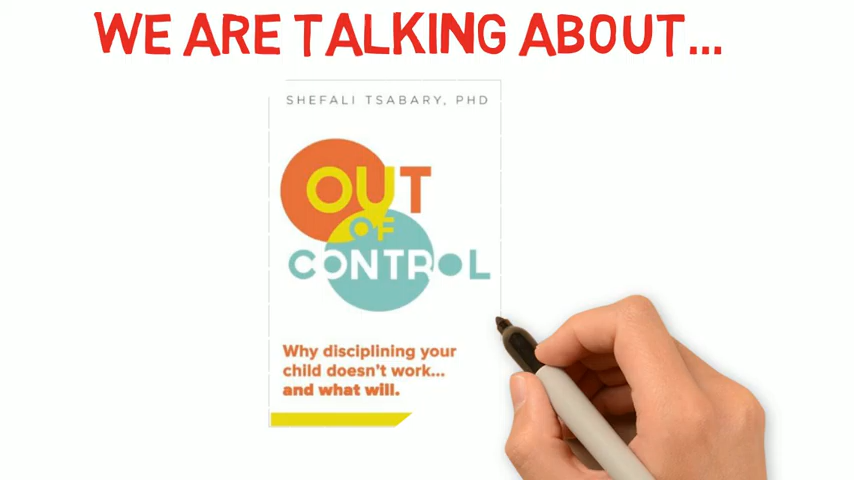 WE ARE TALKING ABOUT...
SHEFALI TSABARY, PHD
OUT
OF
CONTROL
Why disciplining your
child doesn't work...
and what will.